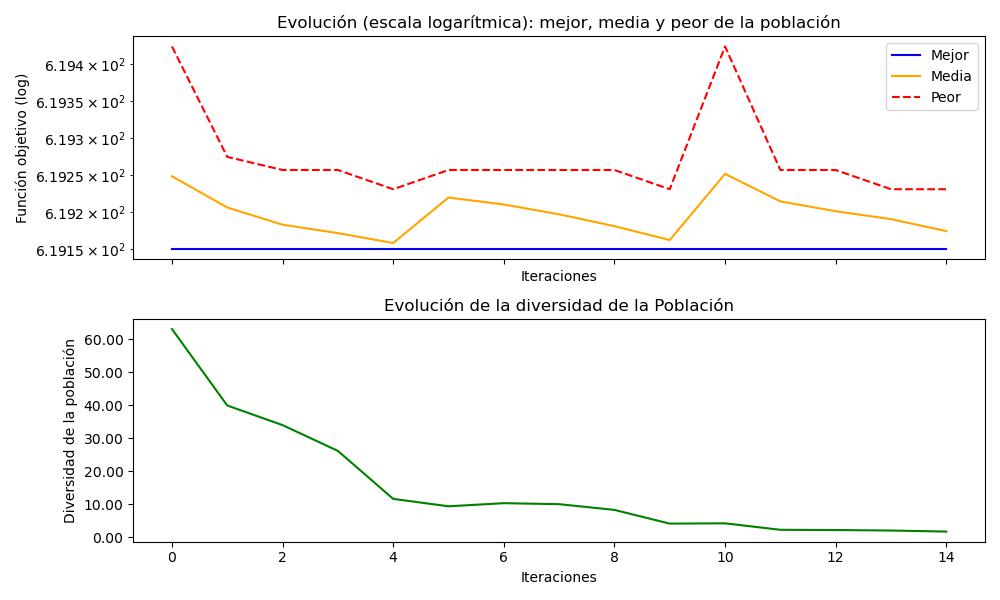 Evolución (escala logarítmica): mejor, media y peor de la población
Función objetivo (log)
6.194 × 10²
6.1935 × 10²
6.193 × 10²
6.1925 × 10²
6.192 × 10²
6.1915 × 10²
Mejor
Media
Peor
Iteraciones
Evolución de la diversidad de la Población
Diversidad de la población
60.00
50.00
40.00
30.00
20.00
10.00
0.00
0 2 4 6 8 10 12 14
Iteraciones